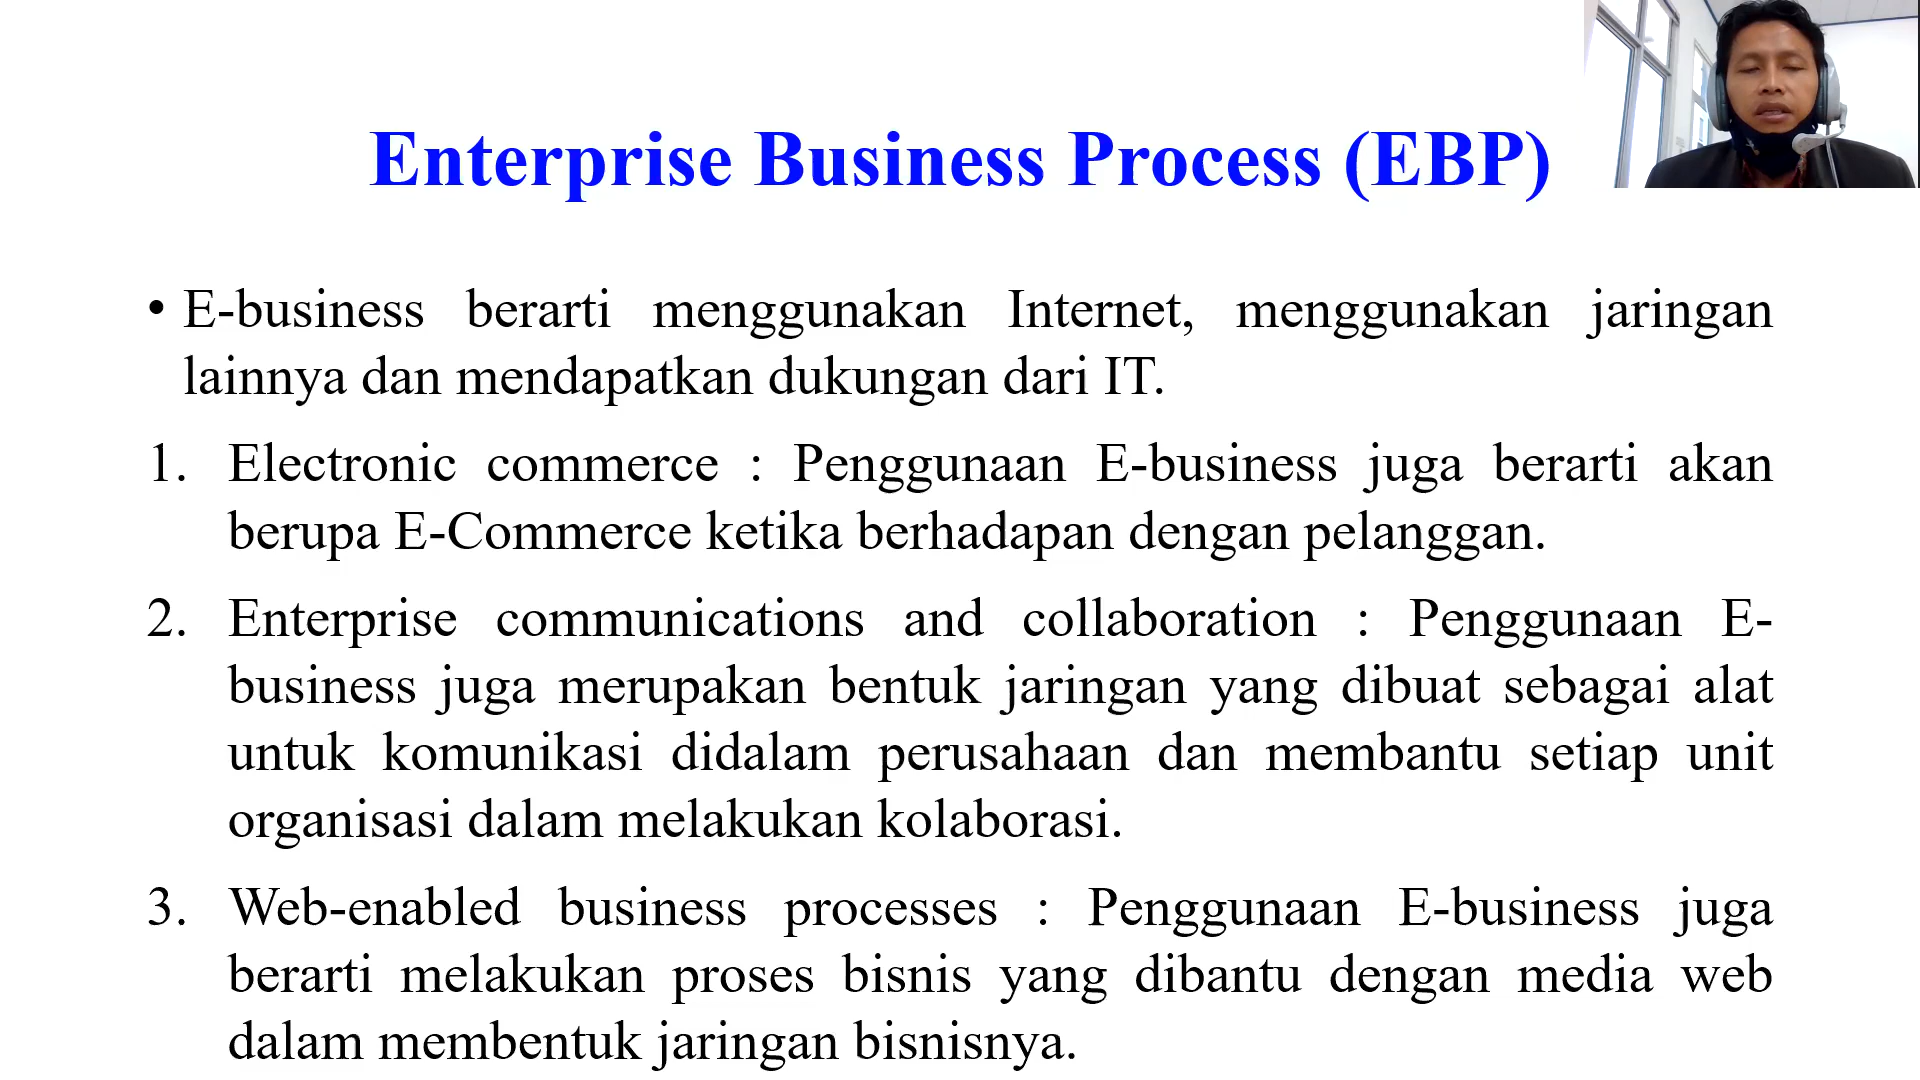 Enterprise Business Process (EBP)
• E-business berarti menggunakan Internet, menggunakan jaringan
lainnya dan mendapatkan dukungan dari IT.
1. Electronic commerce : Penggunaan E-business juga berarti akan
berupa E-Commerce ketika berhadapan dengan pelanggan.
2. Enterprise communications and collaboration : Penggunaan E-
business juga merupakan bentuk jaringan yang dibuat sebagai alat
untuk komunikasi didalam perusahaan dan membantu setiap unit
organisasi dalam melakukan kolaborasi.
3. Web-enabled business processes : Penggunaan E-business juga
berarti melakukan proses bisnis yang dibantu dengan media web
dalam membentuk jaringan bisnisnya.